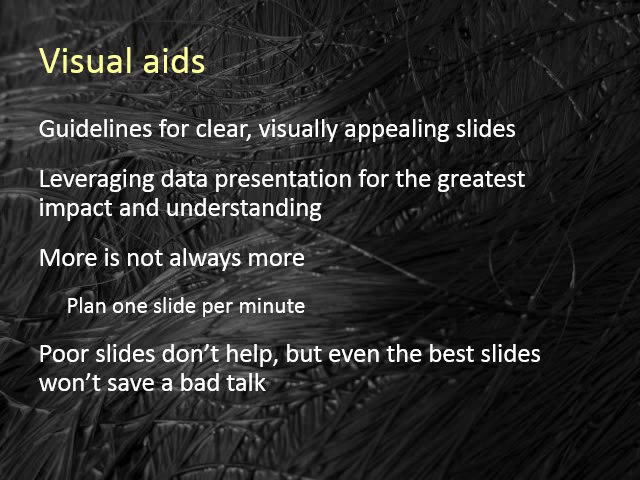 Visual aids
Guidelines for clear, visually appealing slides
Leveraging data presentation for the greatest
impact and understanding
More is not always more
Plan one slide per minute
Poor slides don’t help, but even the best slides
won’t save a bad talk